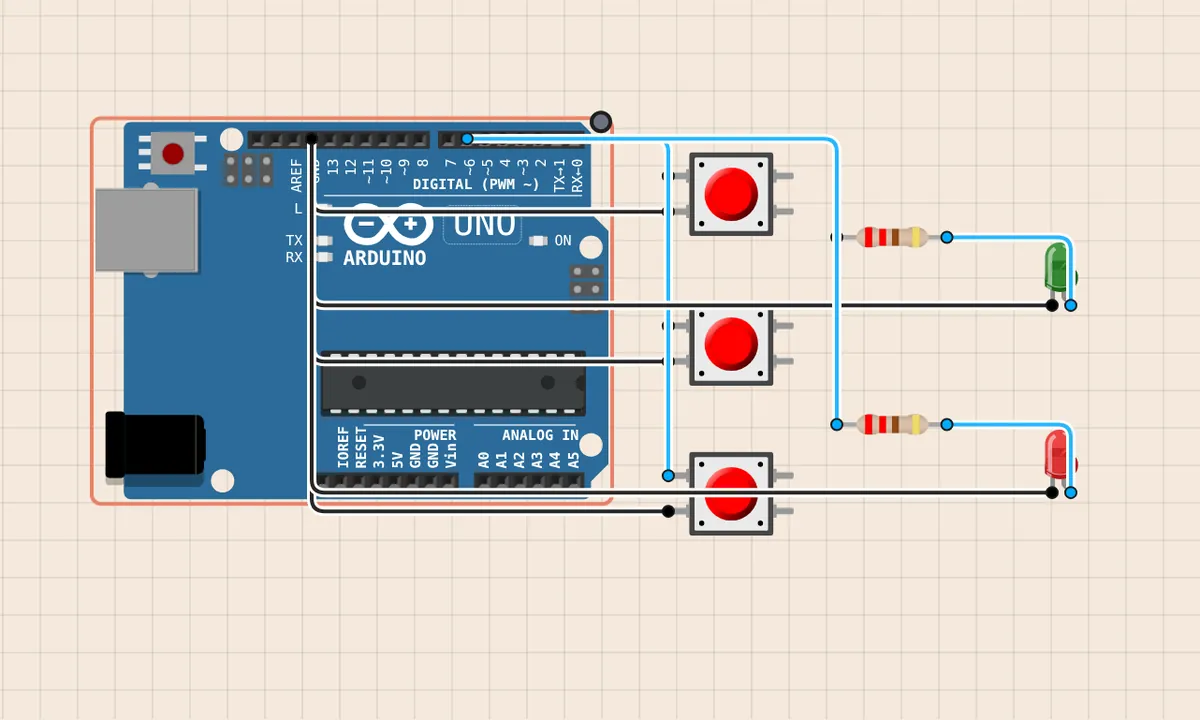 AREF
GND
13
12
~11
~10
~9
8
7
~6
~5
4
~3
2
TX→1
RX←0
DIGITAL (PWM ~)
L
TX
RX
UNO
ON
ARDUINO
IOREF
RESET
3.3V
5V
GND
GND
Vin
POWER
ANALOG IN
A0
A1
A2
A3
A4
A5